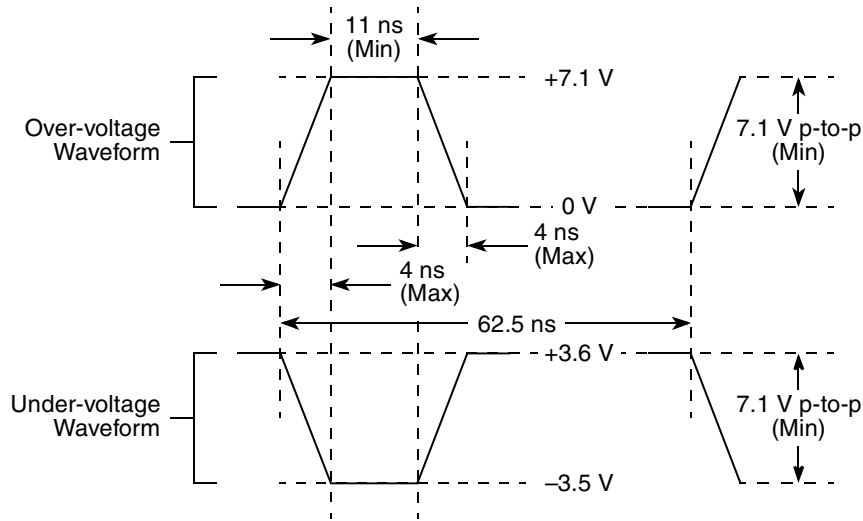 11 ns
(Min)
+7.1 V
Over-voltage
Waveform
7.1 V p-to-p
(Min)
0 V
4 ns
(Max)
4 ns
(Max)
62.5 ns
+3.6 V
Under-voltage
Waveform
7.1 V p-to-p
(Min)
–3.5 V